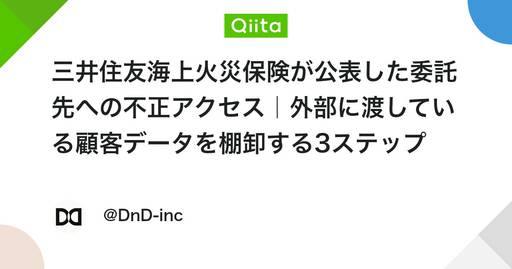 Qiita
三井住友海上火災保険が公表した委託
先への不正アクセス｜外部に渡してい
る顧客データを棚卸する3ステップ
@DnD-inc